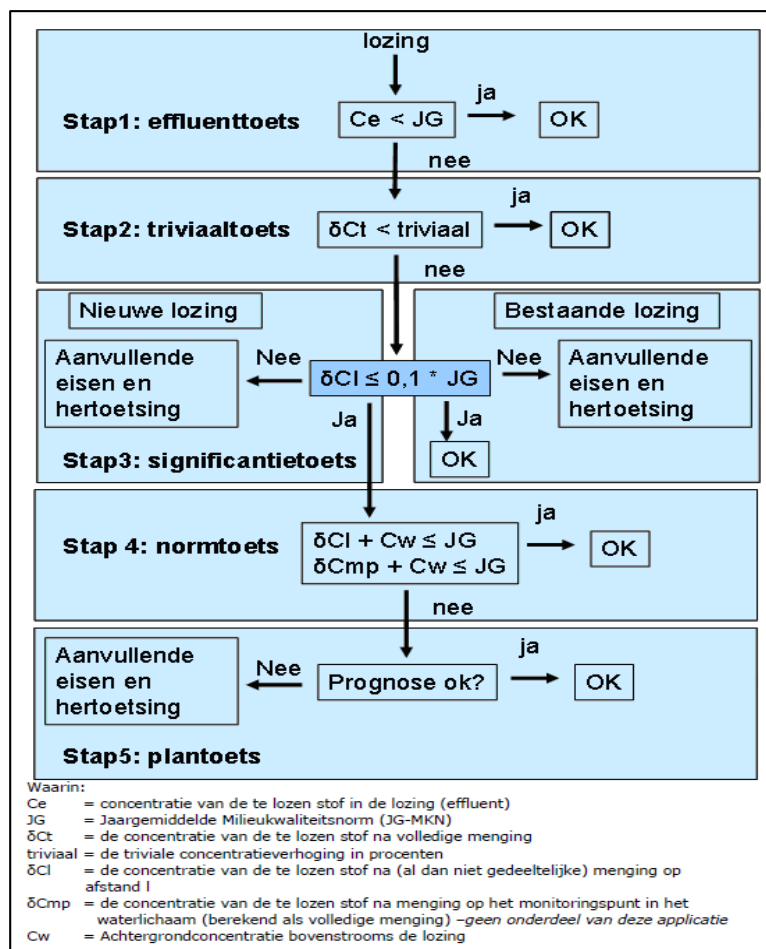 lozing
Stap1: effluenttoets
Ce < JG
ja
OK
nee
Stap2: triviaaltoets
δCt < triviaal
ja
OK
nee
Nieuwe lozing
Bestaande lozing
Aanvullende
eisen en
hertoetsing
Nee
δCl ≤ 0,1 * JG
Nee
Aanvullende
eisen en
hertoetsing
Ja
Ja
Stap3: significantietoets
OK
Stap 4: normtoets
δCl + Cw ≤ JG
δCmp + Cw ≤ JG
ja
OK
nee
Aanvullende
eisen en
hertoetsing
Nee
Prognose ok?
ja
OK
Stap5: plantoets
Waarin:
Ce = concentratie van de te lozen stof in de lozing (effluent)
JG = Jaargemiddelde Milieukwaliteitsnorm (JG-MKN)
δCt = de concentratie van de te lozen stof na volledige menging
triviaal = de triviale concentratieverhoging in procenten
δCl = de concentratie van de te lozen stof na (al dan niet gedeeltelijke) menging op
afstand l
δCmp = de concentratie van de te lozen stof na menging op het monitoringspunt in het
waterlichaam (berekend als volledige menging) –geen onderdeel van deze applicatie
Cw = Achtergrondconcentratie bovenstrooms de lozing